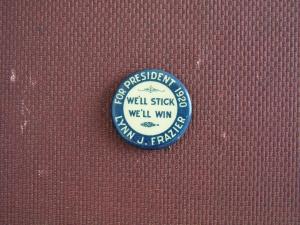 FOR PRESIDENT 1920
WE'LL STICK
WE'LL WIN
LYNN J. FRAZIER